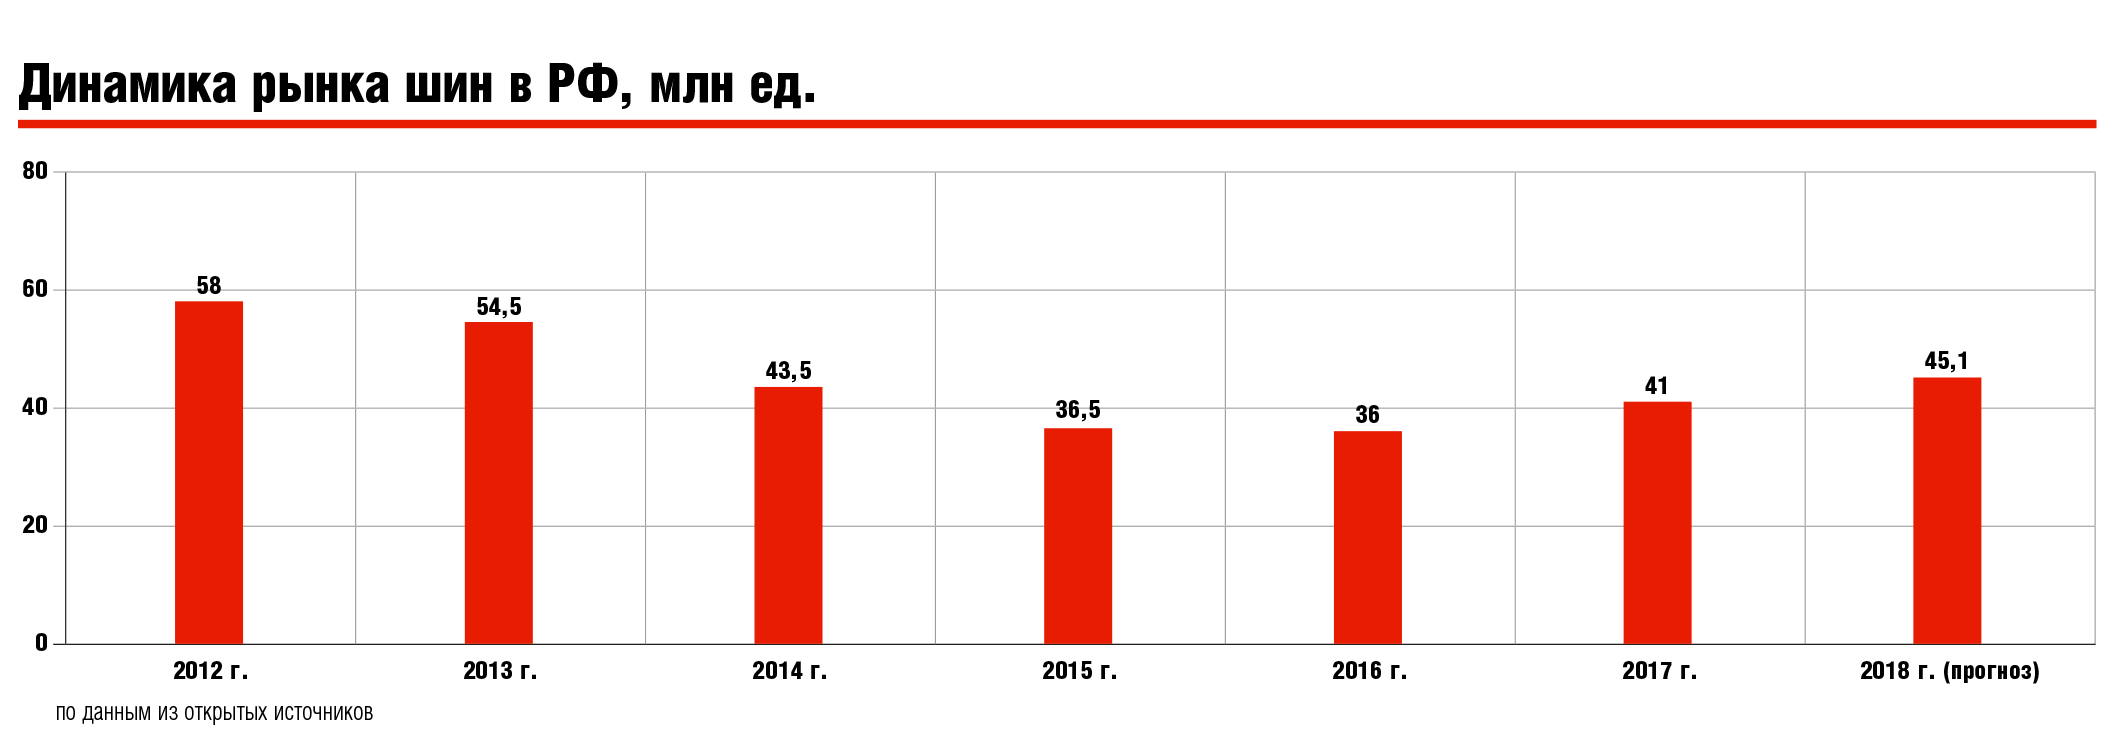 Динамика рынка шин в РФ, млн ед.
80
60
40
20
0
58
54,5
43,5
36,5
36
41
45,1
2012 г.
2013 г.
2014 г.
2015 г.
2016 г.
2017 г.
2018 г. (прогноз)
по данным из открытых источников